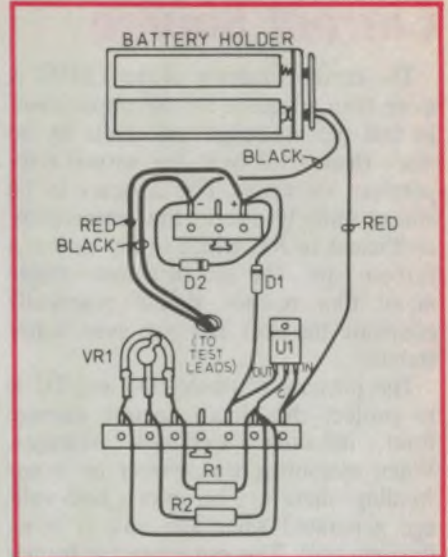 BATTERY HOLDER
BLACK
RED
BLACK
RED
- +
D2
D1
(TO
TEST
LEADS)
U1
VR1
OUT
C
IN
R1
R2